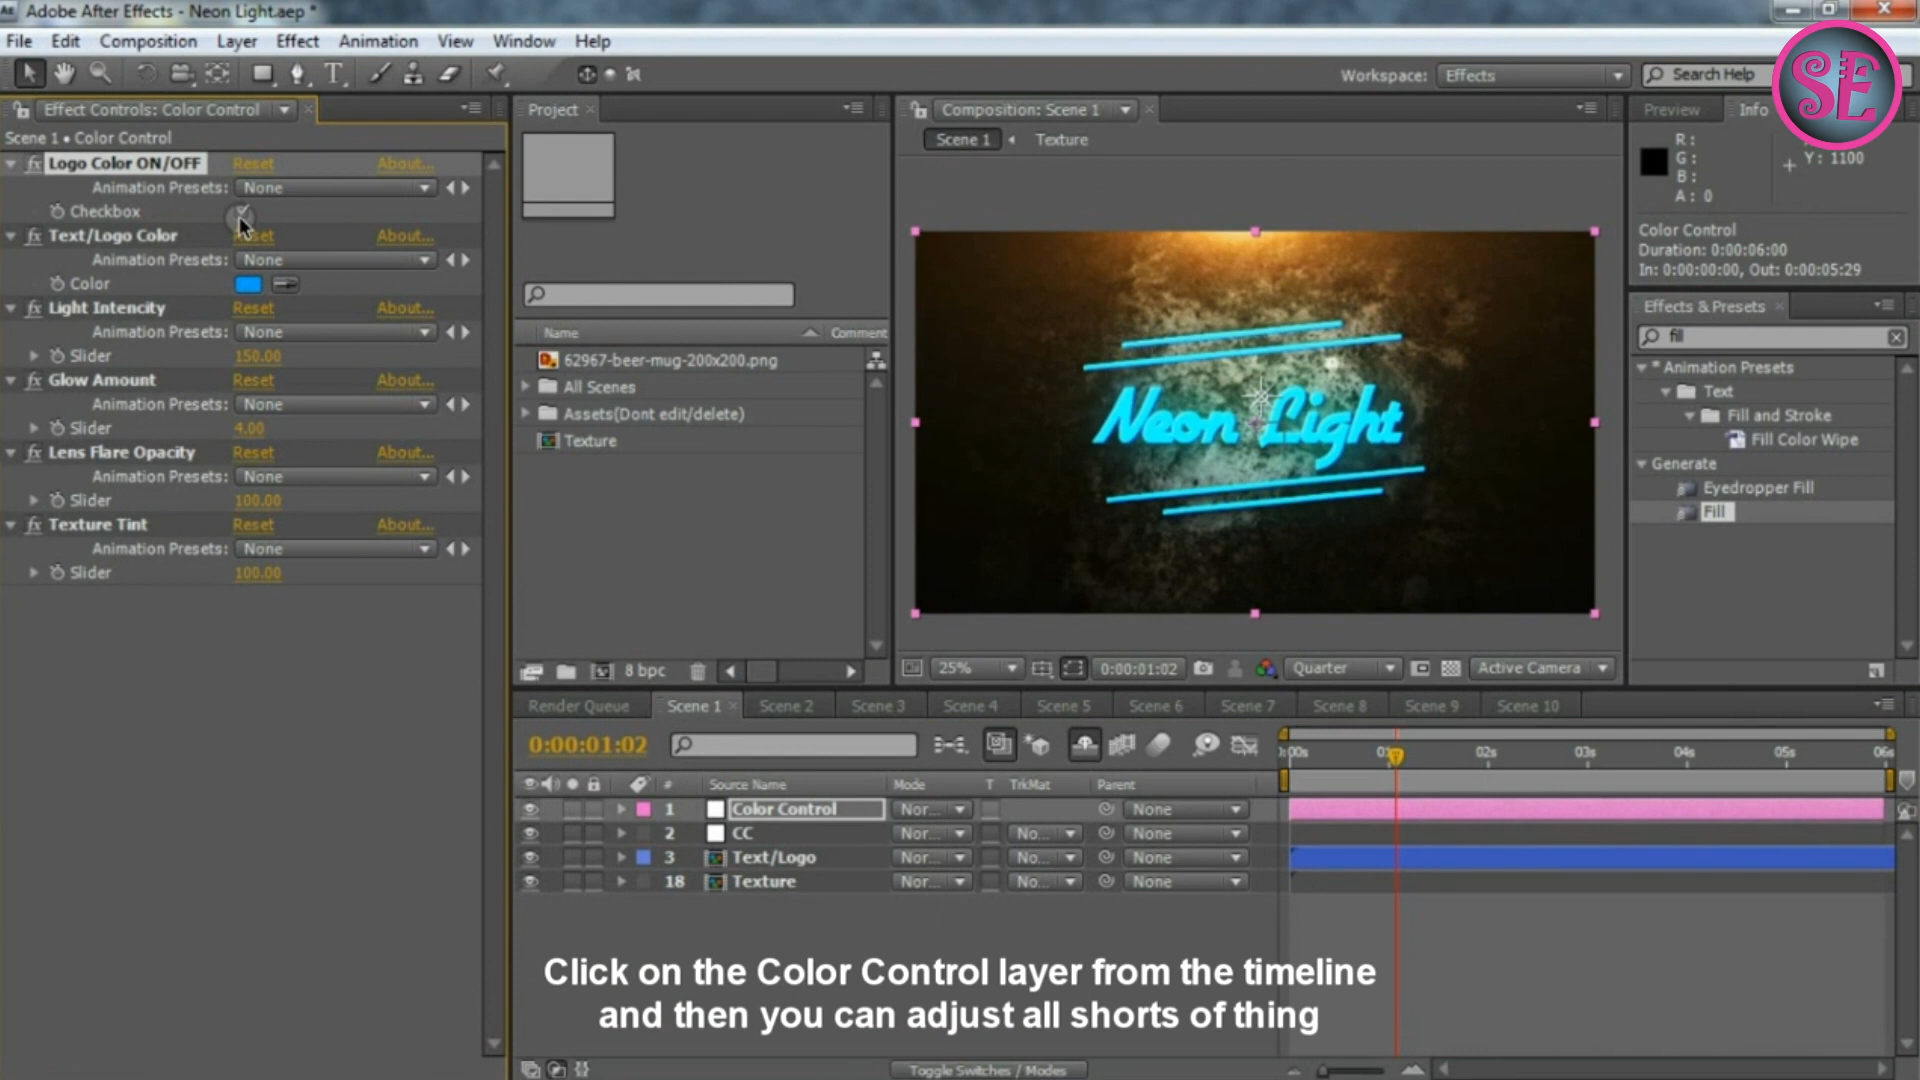 Adobe After Effects - Neon Light.aep *
File Edit Composition Layer Effect Animation View Window Help
Workspace: Effects
Search Help
SE
Effect Controls: Color Control
Scene 1 • Color Control
fx Logo Color ON/OFF Reset About...
Animation Presets: None
Checkbox
fx Text/Logo Color About...
Animation Presets: None
Color
fx Light Intencity Reset About...
Animation Presets: None
Slider 150.00
fx Glow Amount Reset About...
Animation Presets: None
Slider 4.00
fx Lens Flare Opacity Reset About...
Animation Presets: None
Slider 100.00
fx Texture Tint Reset About...
Animation Presets: None
Slider 100.00
Project
Name Comment
62967-beer-mug-200x200.png
All Scenes
Assets(Dont edit/delete)
Texture
8 bpc
Composition: Scene 1
Scene 1 Texture
Neon Light
25% 0:00:01:02 Quarter Active Camera
Preview Info
R:
G:
B:
A: 0
Y: 1100
Color Control
Duration: 0:00:06:00
In: 0:00:00:00, Out: 0:00:05:29
Effects & Presets
fill
* Animation Presets
Text
Fill and Stroke
Fill Color Wipe
Generate
Eyedropper Fill
Fill
Render Queue Scene 1 Scene 2 Scene 3 Scene 4 Scene 5 Scene 6 Scene 7 Scene 8 Scene 9 Scene 10
0:00:01:02
02s 03s 04s 05s
# Source Name Mode T TrkMat Parent
1 Color Control Nor... None
2 CC Nor... No... None
3 Text/Logo Nor... No... None
18 Texture Nor... No... None
Click on the Color Control layer from the timeline
and then you can adjust all shorts of thing
Toggle Switches / Modes